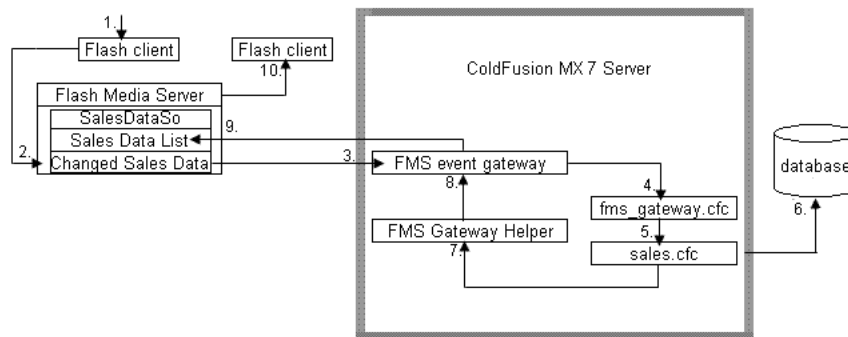 1.
Flash client
Flash client
10.
ColdFusion MX 7 Server
Flash Media Server
SalesDataSo
Sales Data List
9.
2.
Changed Sales Data
3.
FMS event gateway
8.
4.
fms_gateway.cfc
5.
FMS Gateway Helper
7.
sales.cfc
database
6.